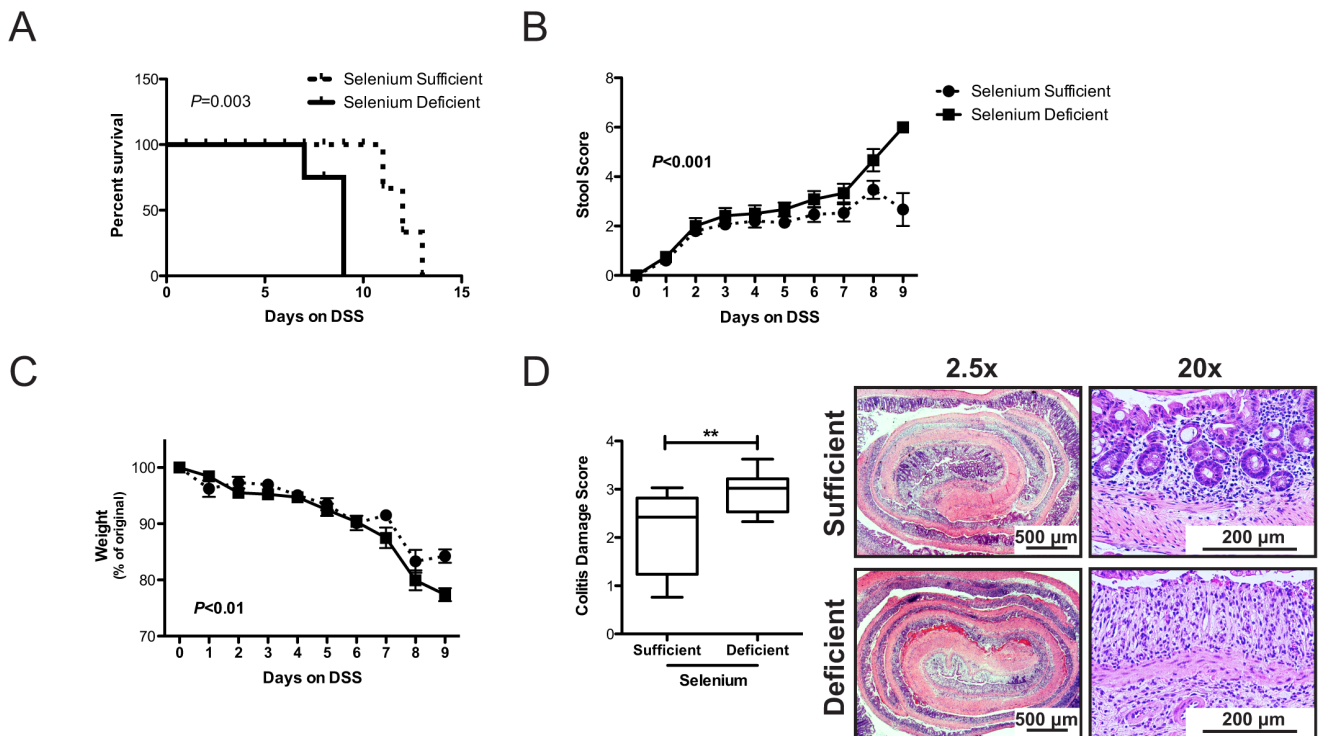 A
P=0.003
Selenium Sufficient
Selenium Deficient
Percent survival
150
100
50
0
0 5 10 15
Days on DSS
B
P<0.001
Selenium Sufficient
Selenium Deficient
Stool Score
8
6
4
2
0
0 1 2 3 4 5 6 7 8 9
Days on DSS
C
Weight
(% of original)
100
90
80
70
P<0.01
0 1 2 3 4 5 6 7 8 9
Days on DSS
D
**
Colitis Damage Score
4
3
2
1
0
Sufficient Deficient
Selenium
2.5x 20x
Sufficient
500 µm 200 µm
Deficient
500 µm 200 µm